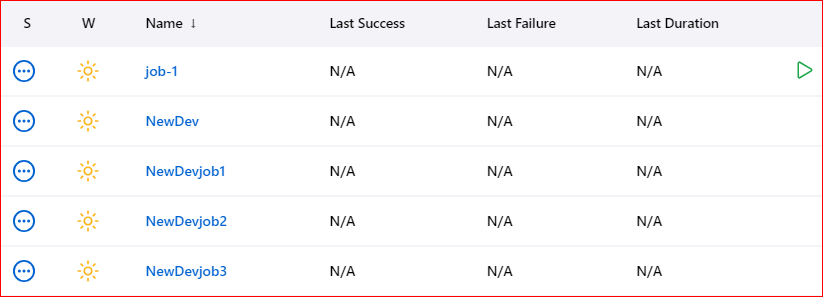 S W Name ↓ Last Success Last Failure Last Duration
job-1 N/A N/A N/A
NewDev N/A N/A N/A
NewDevjob1 N/A N/A N/A
NewDevjob2 N/A N/A N/A
NewDevjob3 N/A N/A N/A